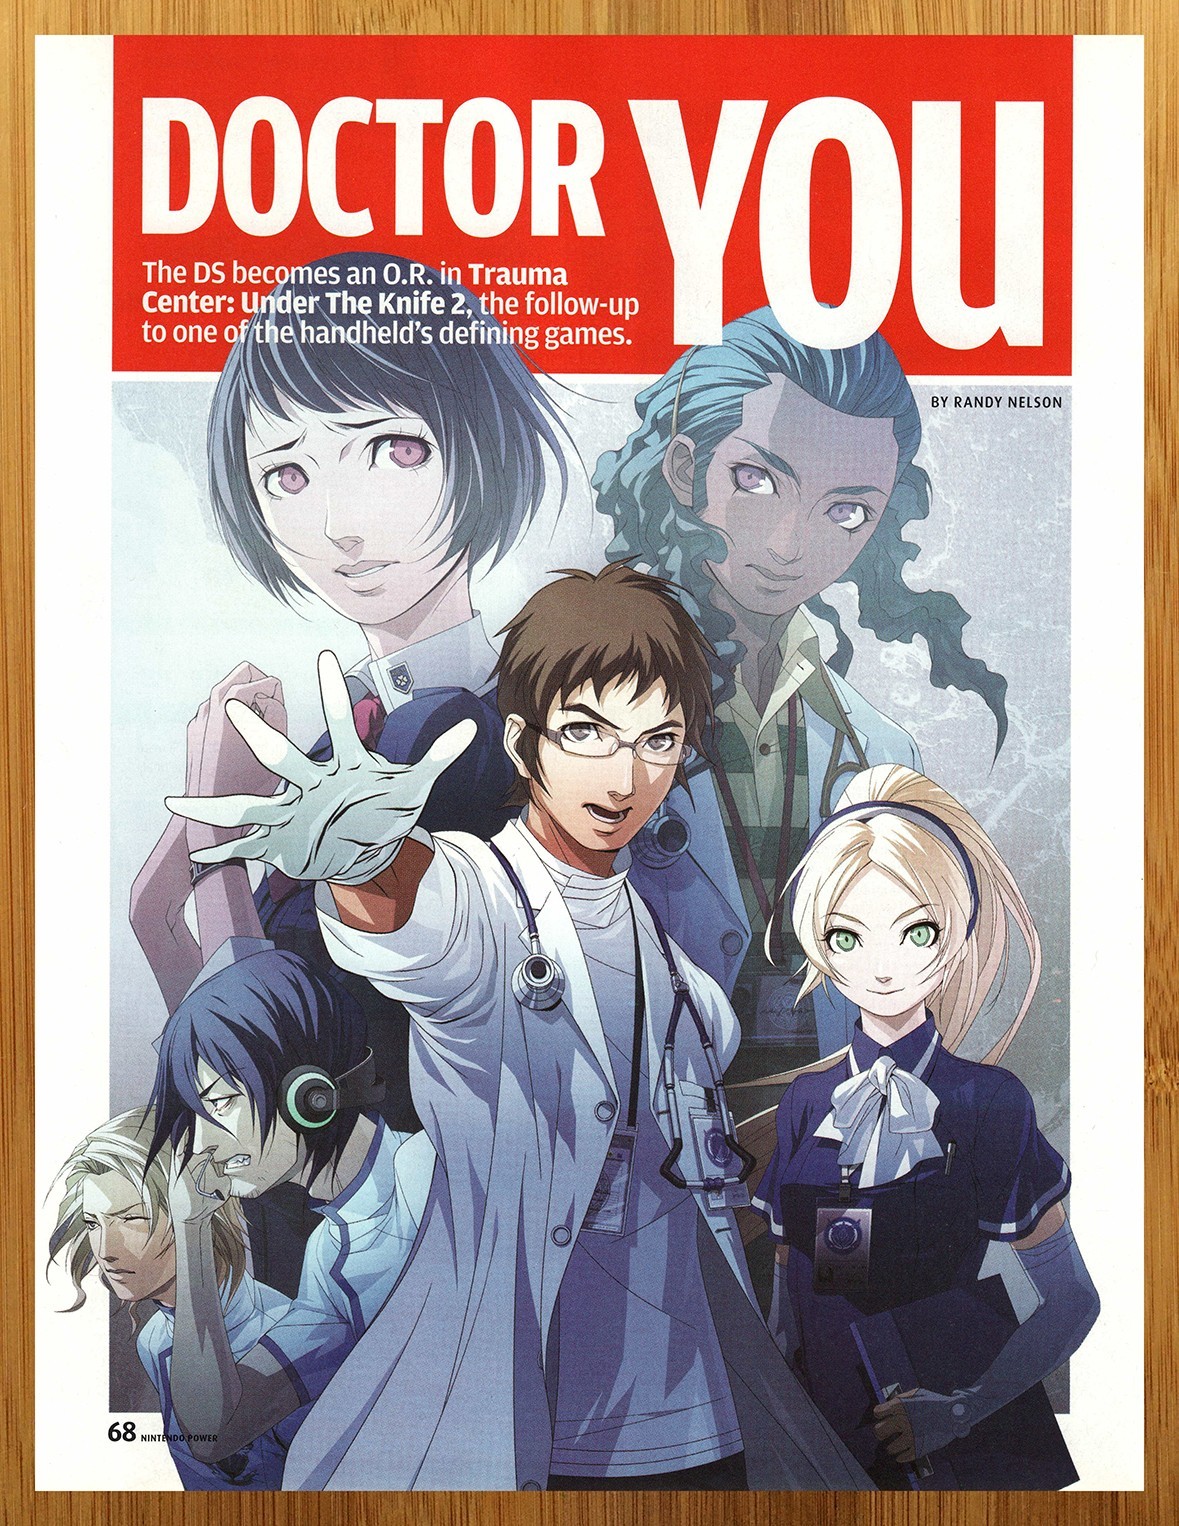 DOCTOR YOU
The DS becomes an O.R. in Trauma
Center: Under The Knife 2, the follow-up
to one of the handheld's defining games.
BY RANDY NELSON
68 NINTENDO POWER